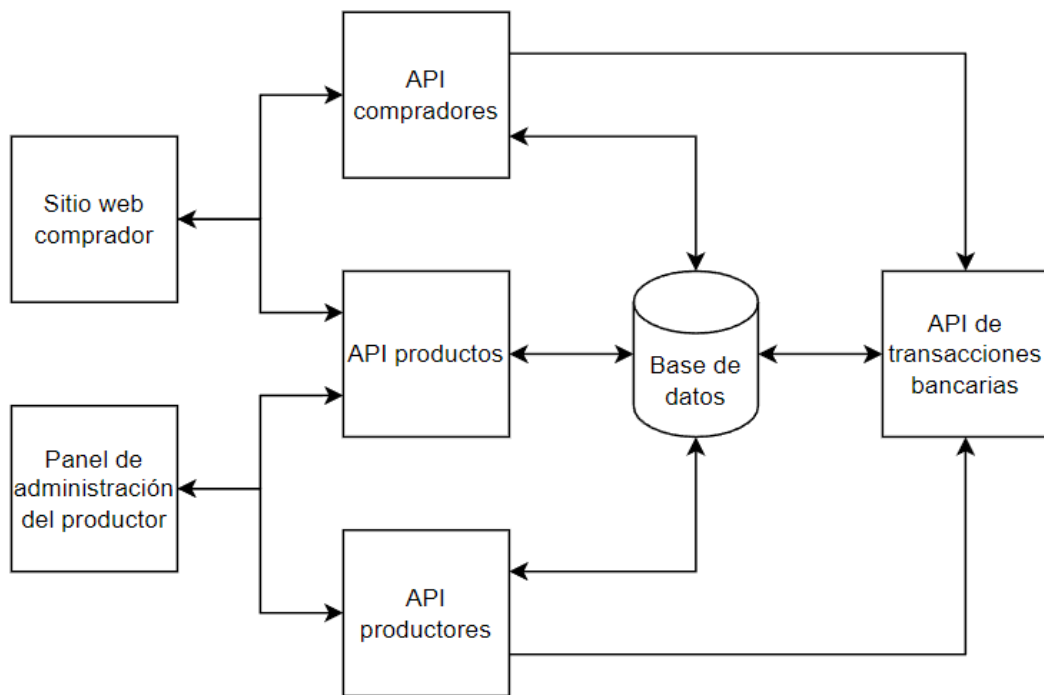 API
compradores
Sitio web
comprador
API productos
Base de
datos
API de
transacciones
bancarias
Panel de
administración
del productor
API
productores